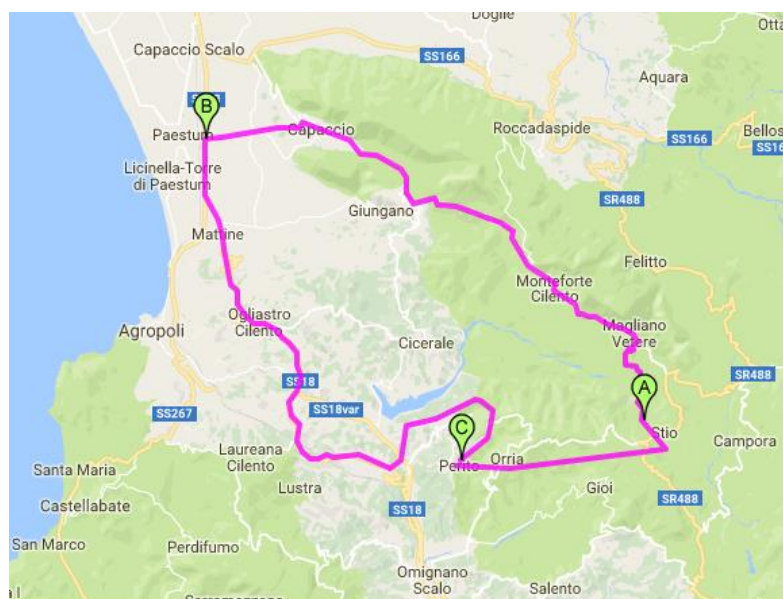 Doglie
Otta
Capaccio Scalo
SS166
Aquara
B
Paestum
Capaccio
Roccadaspide
SS166
Bellos
SS16
Licinella-Torre
di Paestum
SR488
Giungano
Mattine
Felitto
Monteforte
Cilento
Ogliastro
Cilento
Agropoli
Magliano
Vetere
Cicerale
SS18
SR488
A
SS18var
SS267
C
Stio
Campora
Laureana
Cilento
Perito
Orria
Santa Maria
Lustra
Gioi
SR488
Castellabate
SS18
San Marco
Perdifumo
Omignano
Scalo
Salento